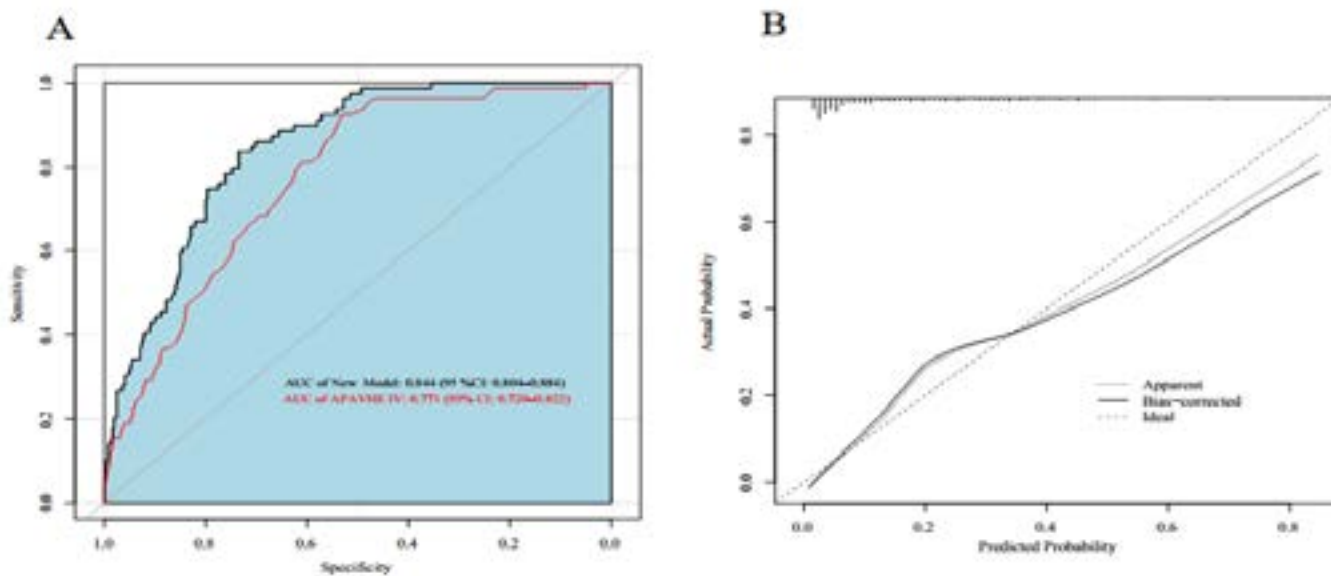 A
1.0
0.8
0.6
0.4
0.2
0.0
Sensitivity
AUC of New Model: 0.844 (95 %CI: 0.804-0.884)
AUC of APAVHE IV: 0.771 (95% CI: 0.720-0.822)
1.0 0.8 0.6 0.4 0.2 0.0
Specificity
B
0.8
0.6
0.4
0.2
0.0
Actual Probability
Apparent
Bias-corrected
Ideal
0.0 0.2 0.4 0.6 0.8
Predicted Probability